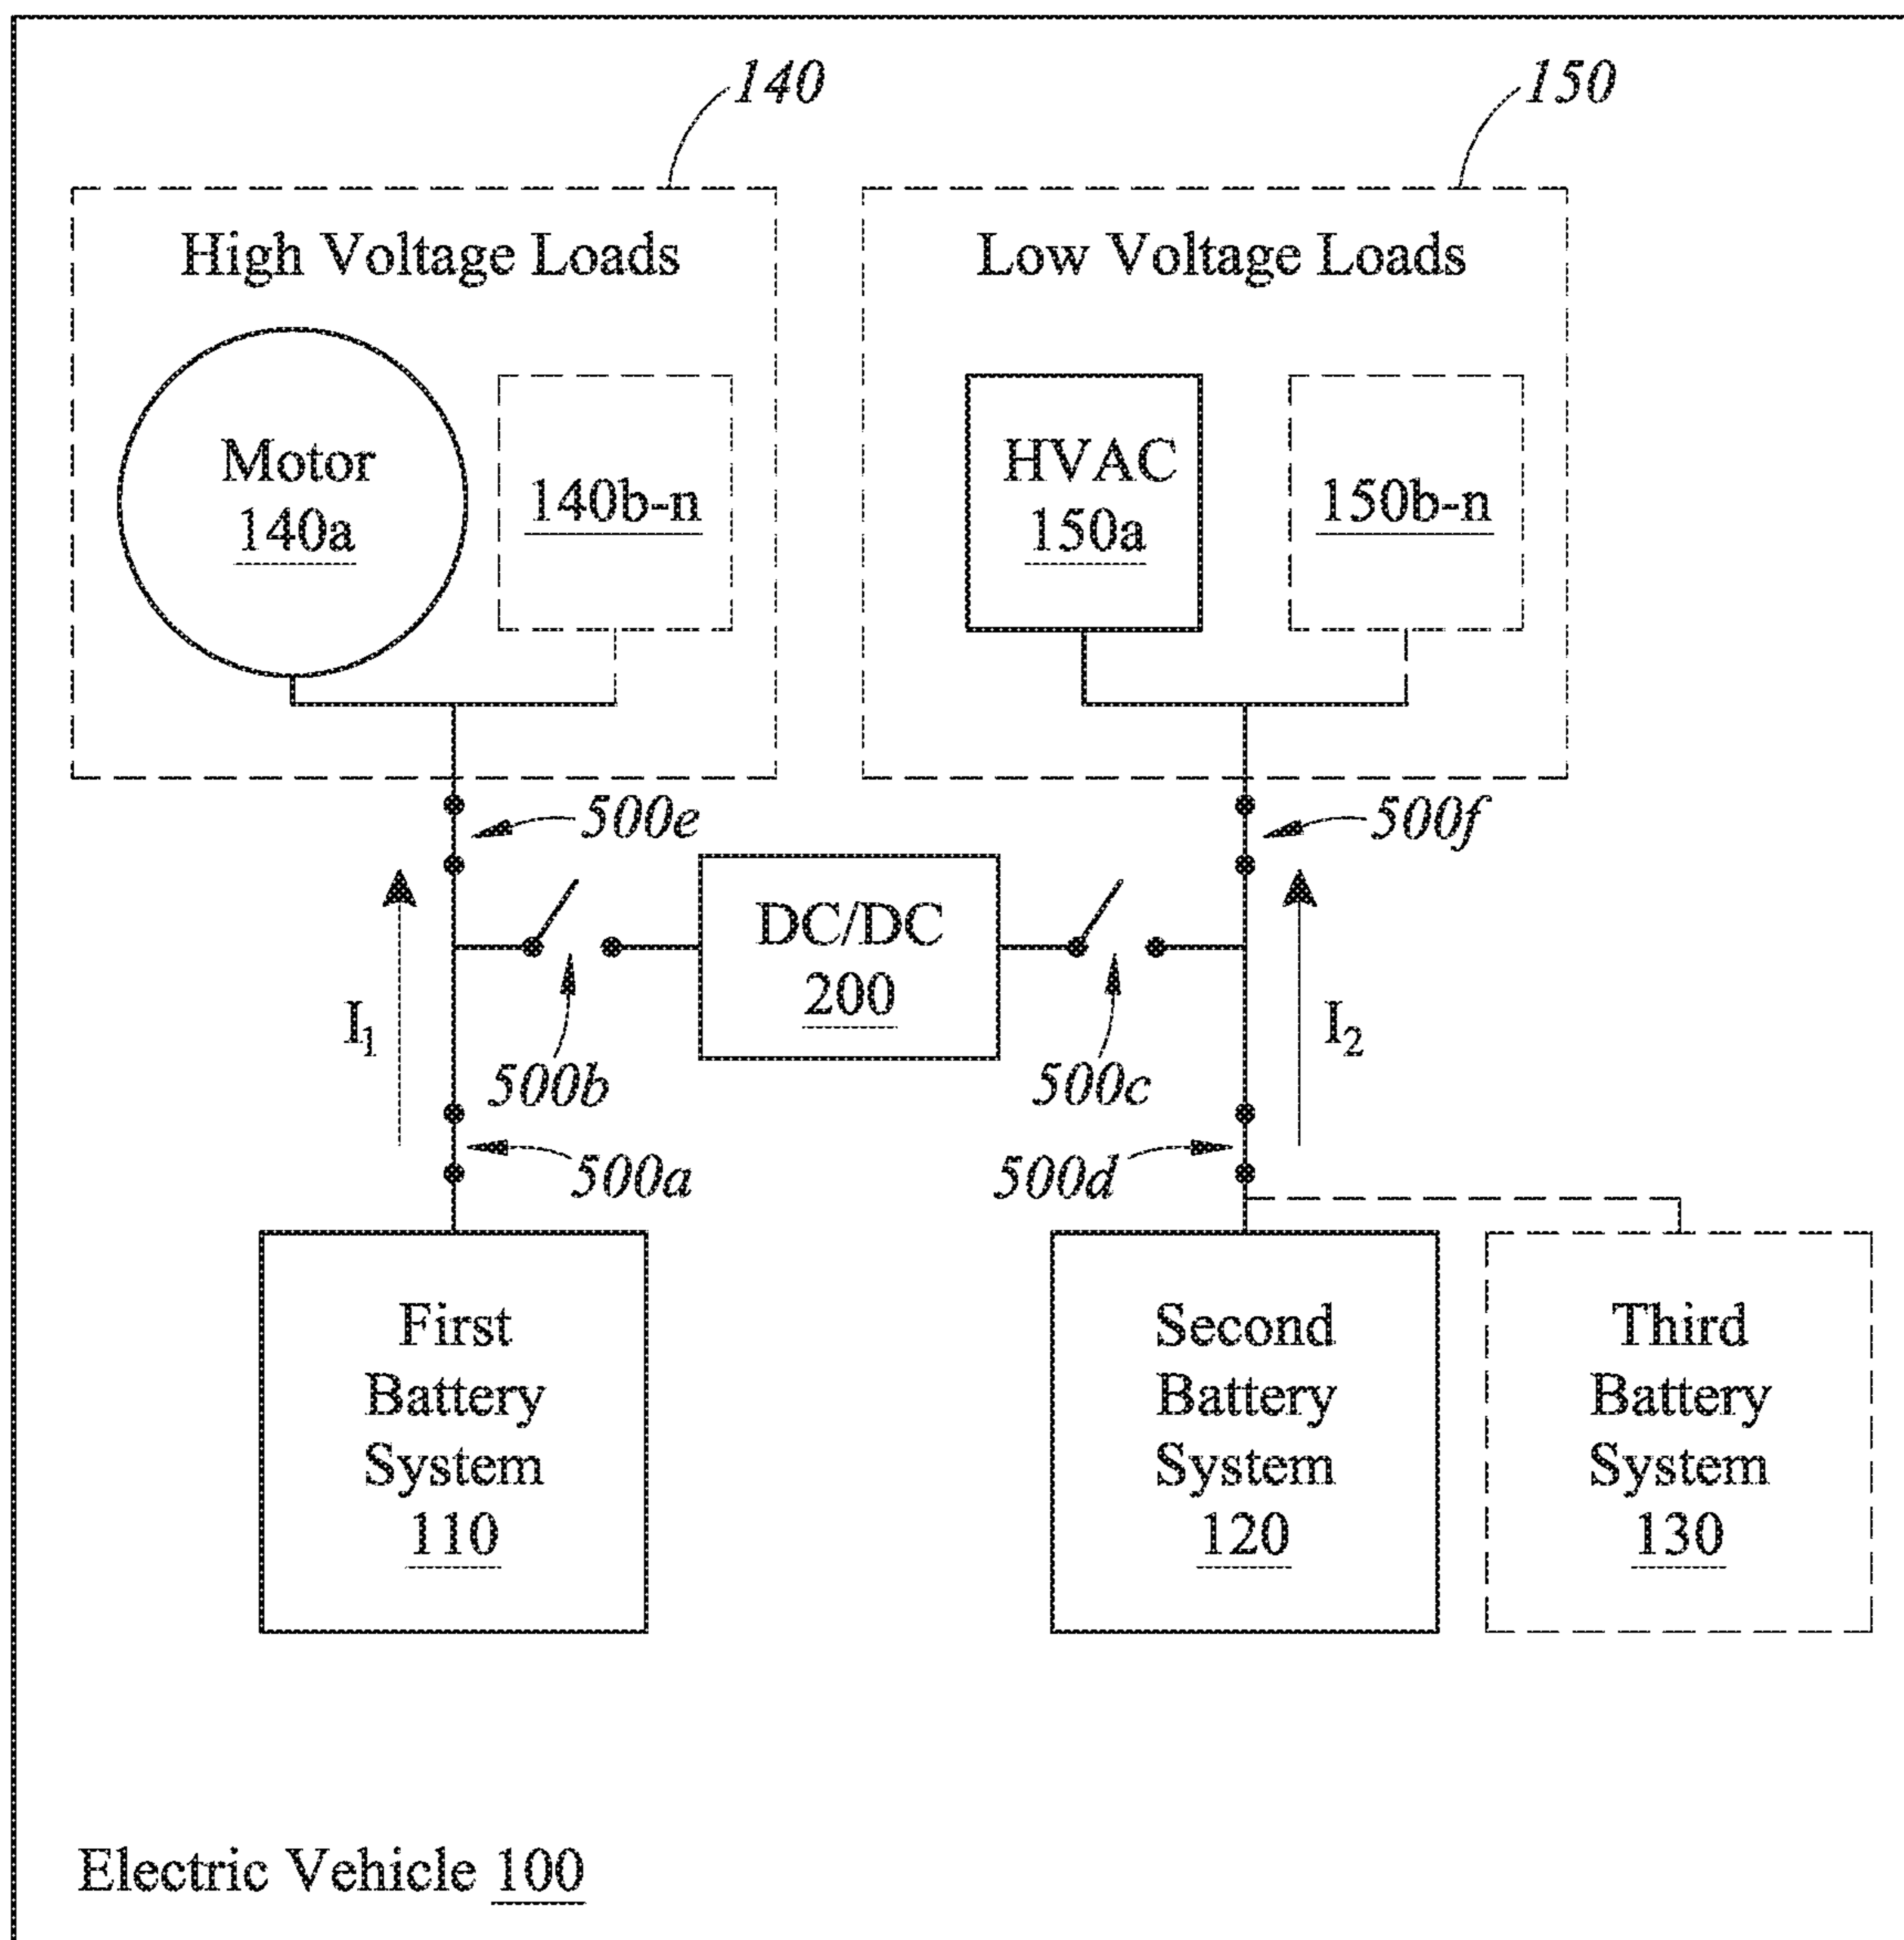 140
150
High Voltage Loads
Low Voltage Loads
Motor
140a
140b-n
HVAC
150a
150b-n
500e
500f
DC/DC
200
I1
I2
500b
500c
500a
500d
First
Battery
System
110
Second
Battery
System
120
Third
Battery
System
130
Electric Vehicle 100